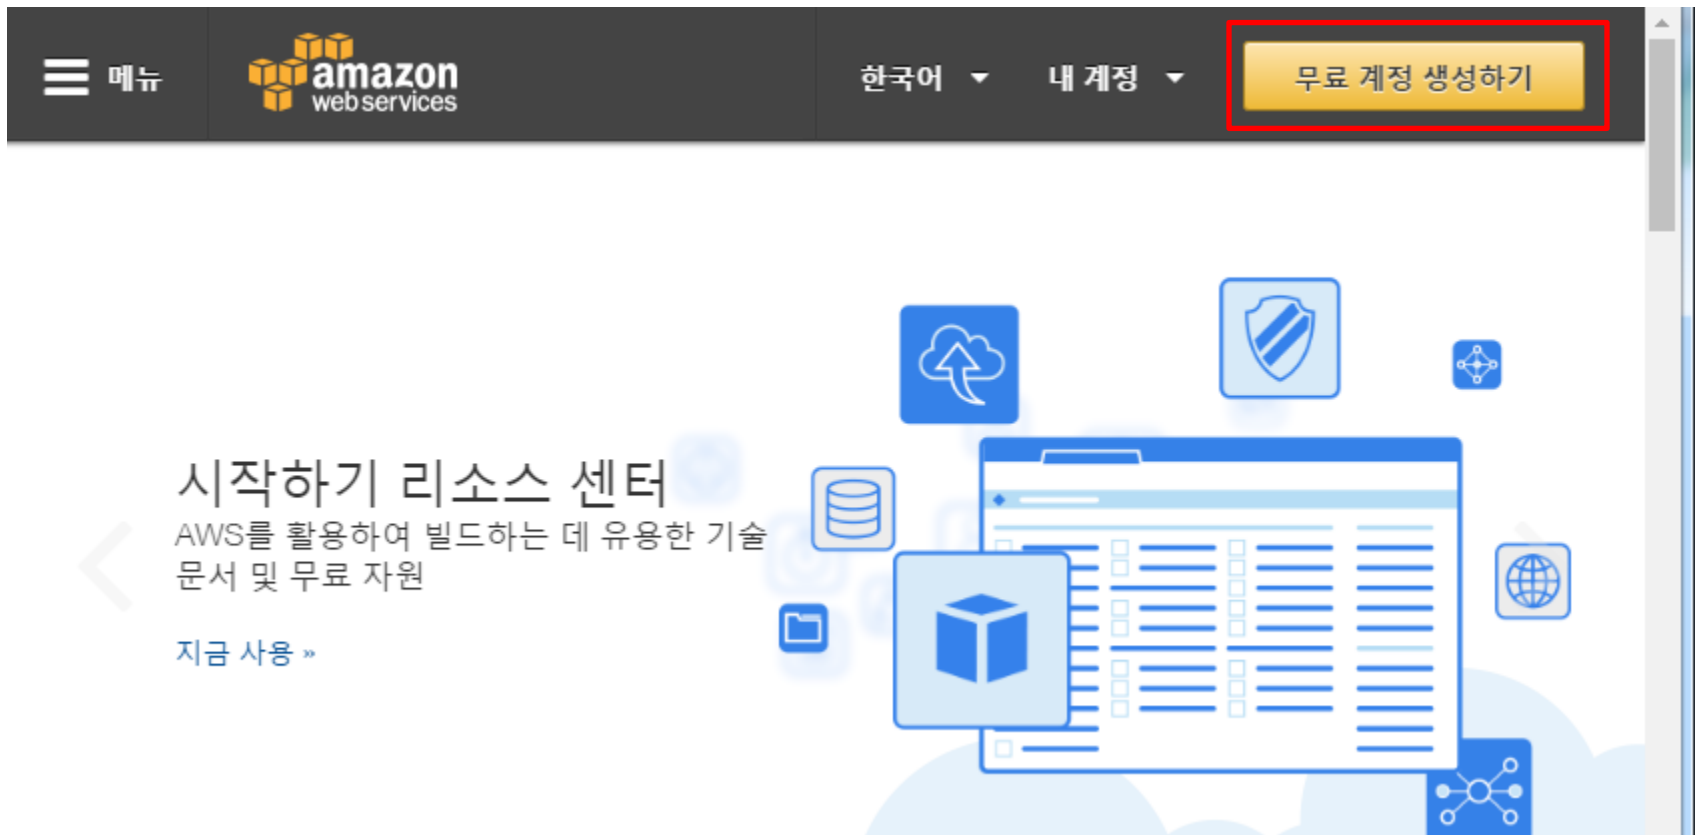 메뉴
amazon
web services
한국어
내 계정
무료 계정 생성하기
시작하기 리소스 센터
AWS를 활용하여 빌드하는 데 유용한 기술
문서 및 무료 자원
지금 사용 »